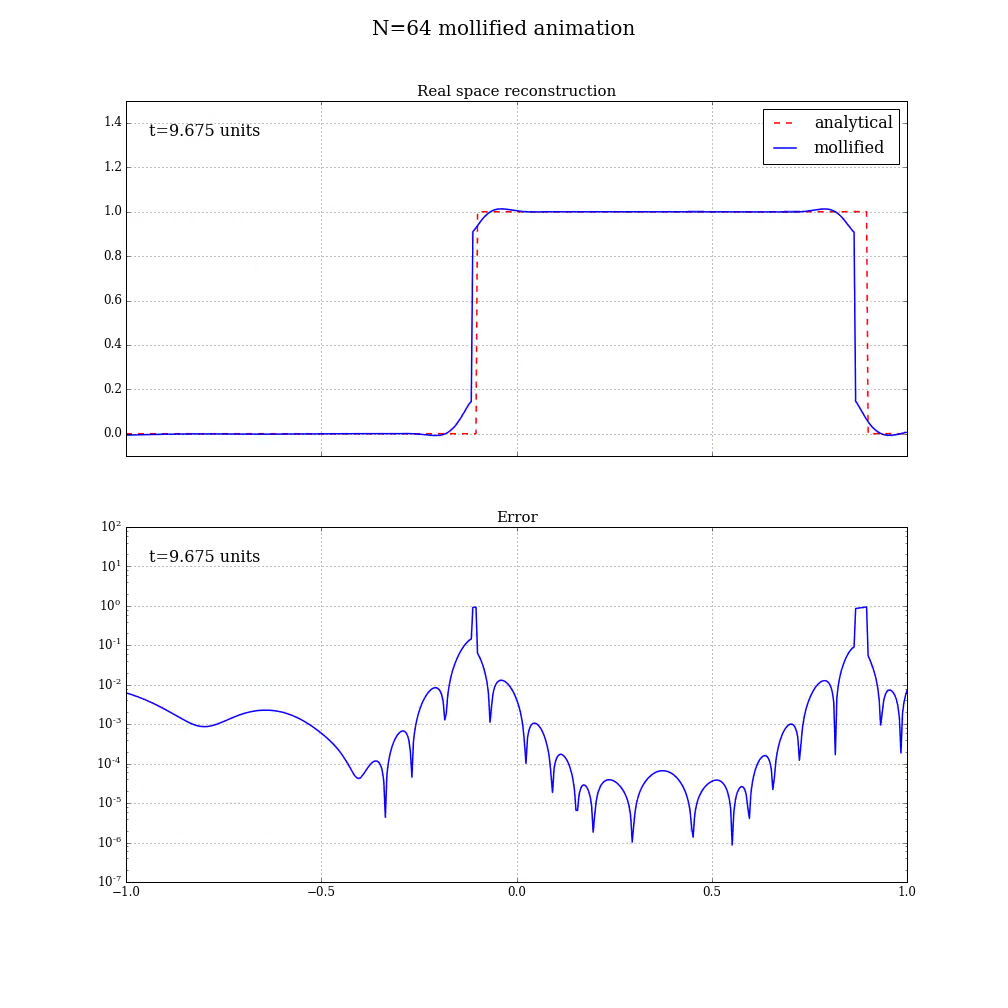 N=64 mollified animation
Real space reconstruction
t=9.675 units
analytical
mollified
1.4
1.2
1.0
0.8
0.6
0.4
0.2
0.0
Error
t=9.675 units
10²
10¹
10⁰
10⁻¹
10⁻²
10⁻³
10⁻⁴
10⁻⁵
10⁻⁶
10⁻⁷
−1.0 −0.5 0.0 0.5 1.0